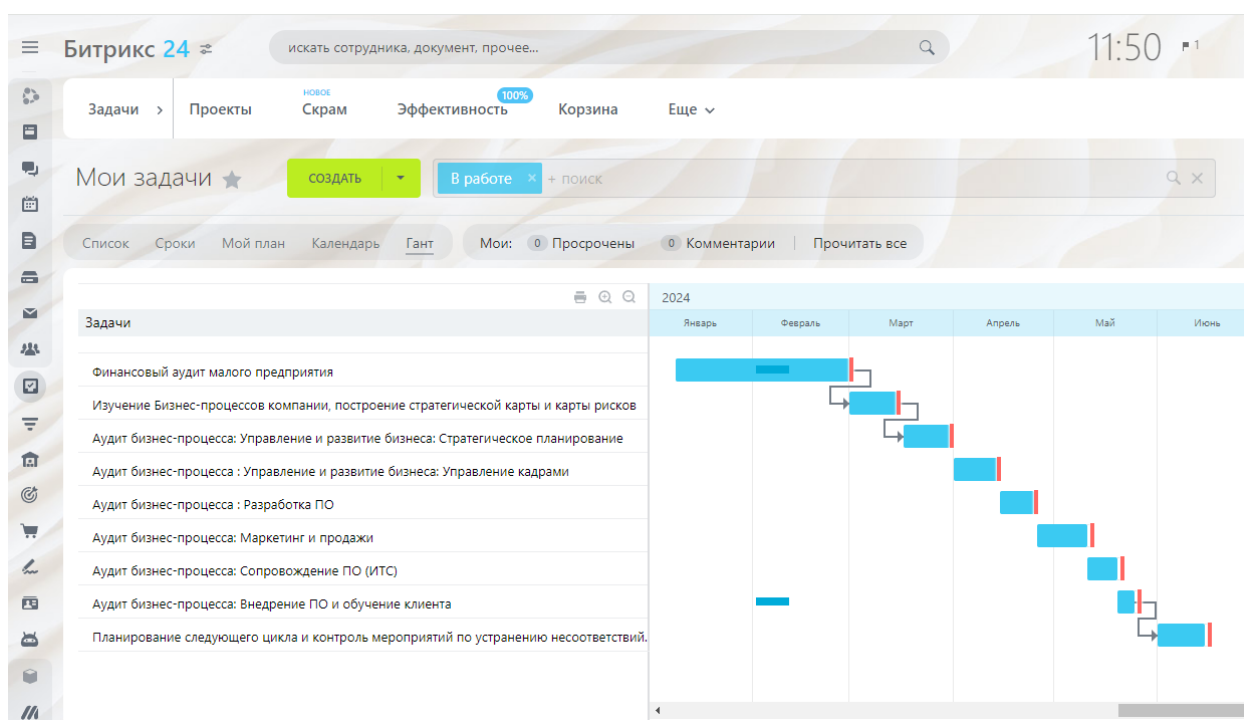 Битрикс 24
искать сотрудника, документ, прочее...
11:50
1
Задачи
Проекты
НОВОЕ
Скрам
Эффективность
100%
Корзина
Еще
Мои задачи
СОЗДАТЬ
В работе × + поиск
Список Сроки Мой план Календарь Гант
Мои: 0 Просрочены 0 Комментарии Прочитать все
2024
Задачи
Январь Февраль Март Апрель Май Июнь
Финансовый аудит малого предприятия
Изучение Бизнес-процессов компании, построение стратегической карты и карты рисков
Аудит бизнес-процесса: Управление и развитие бизнеса: Стратегическое планирование
Аудит бизнес-процесса : Управление и развитие бизнеса: Управление кадрами
Аудит бизнес-процесса : Разработка ПО
Аудит бизнес-процесса: Маркетинг и продажи
Аудит бизнес-процесса: Сопровождение ПО (ИТС)
Аудит бизнес-процесса: Внедрение ПО и обучение клиента
Планирование следующего цикла и контроль мероприятий по устранению несоответствий.